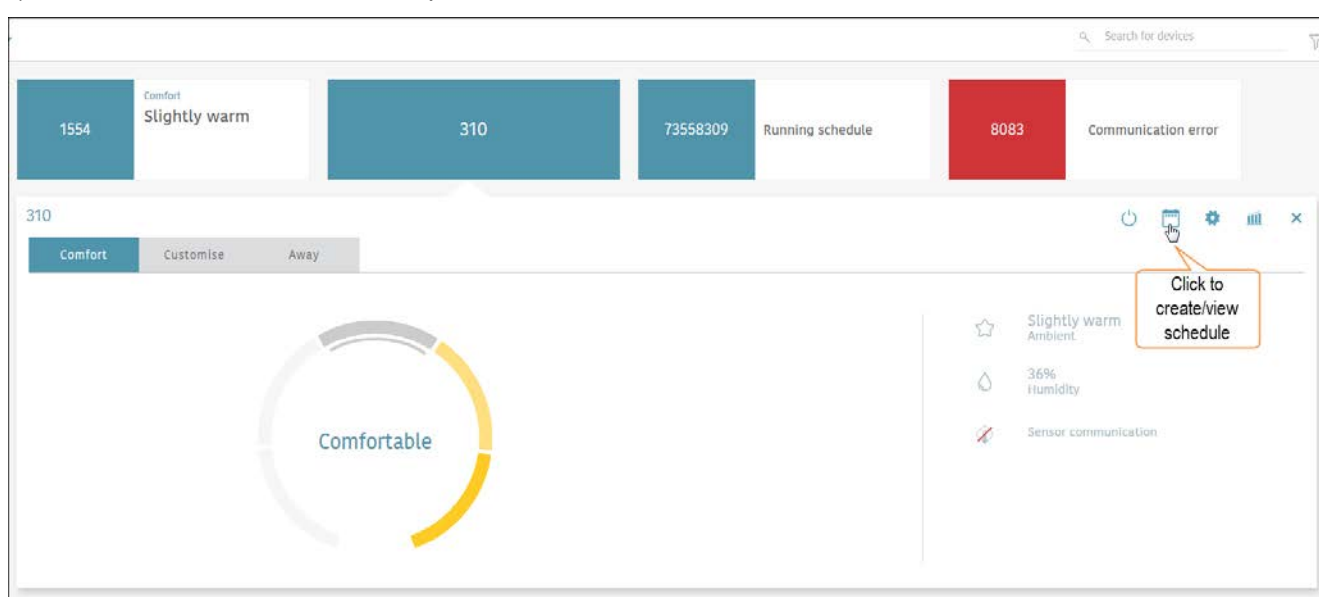 Search for devices
1554
Comfort
Slightly warm
310
73558309
Running schedule
8083
Communication error
310
Comfort
Customise
Away
Click to
create/view
schedule
Comfortable
Slightly warm
Ambient
36%
Humidity
Sensor communication